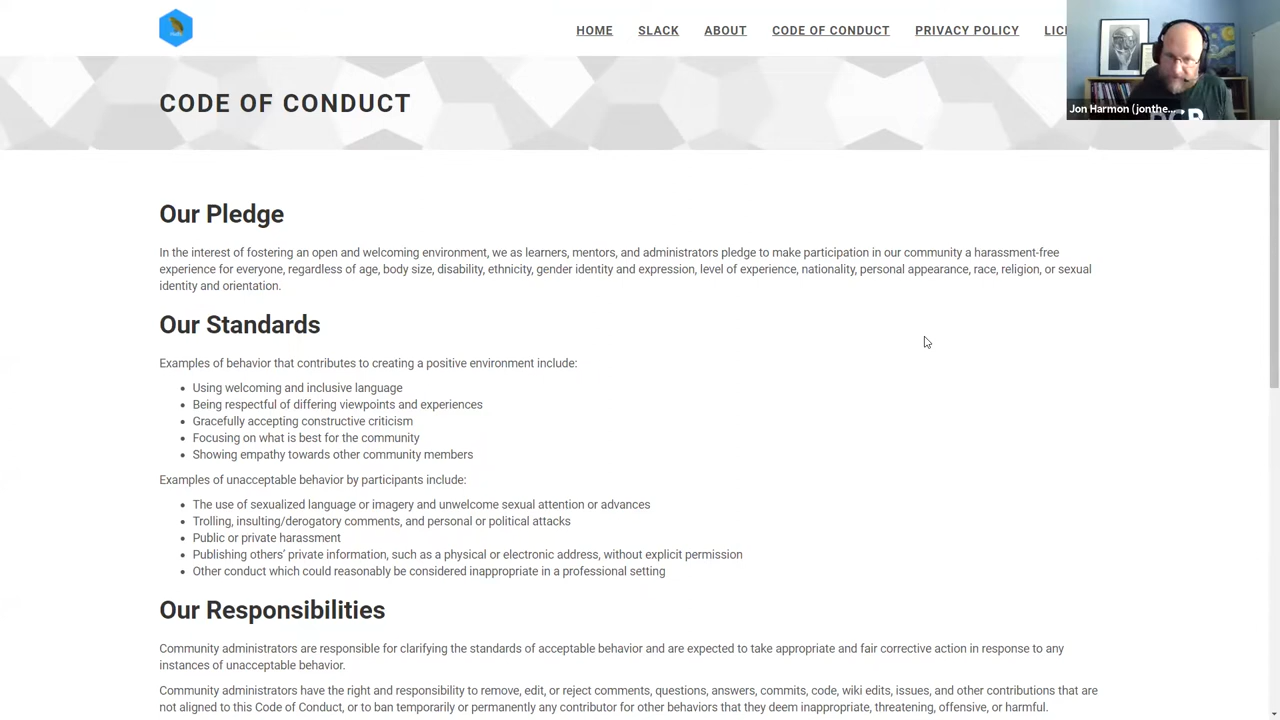 HOME SLACK ABOUT CODE OF CONDUCT PRIVACY POLICY LIC
Jon Harmon (jonthe...
CODE OF CONDUCT
Our Pledge
In the interest of fostering an open and welcoming environment, we as learners, mentors, and administrators pledge to make participation in our community a harassment-free
experience for everyone, regardless of age, body size, disability, ethnicity, gender identity and expression, level of experience, nationality, personal appearance, race, religion, or sexual
identity and orientation.
Our Standards
Examples of behavior that contributes to creating a positive environment include:
• Using welcoming and inclusive language
• Being respectful of differing viewpoints and experiences
• Gracefully accepting constructive criticism
• Focusing on what is best for the community
• Showing empathy towards other community members
Examples of unacceptable behavior by participants include:
• The use of sexualized language or imagery and unwelcome sexual attention or advances
• Trolling, insulting/derogatory comments, and personal or political attacks
• Public or private harassment
• Publishing others’ private information, such as a physical or electronic address, without explicit permission
• Other conduct which could reasonably be considered inappropriate in a professional setting
Our Responsibilities
Community administrators are responsible for clarifying the standards of acceptable behavior and are expected to take appropriate and fair corrective action in response to any
instances of unacceptable behavior.
Community administrators have the right and responsibility to remove, edit, or reject comments, questions, answers, commits, code, wiki edits, issues, and other contributions that are
not aligned to this Code of Conduct, or to ban temporarily or permanently any contributor for other behaviors that they deem inappropriate, threatening, offensive, or harmful.